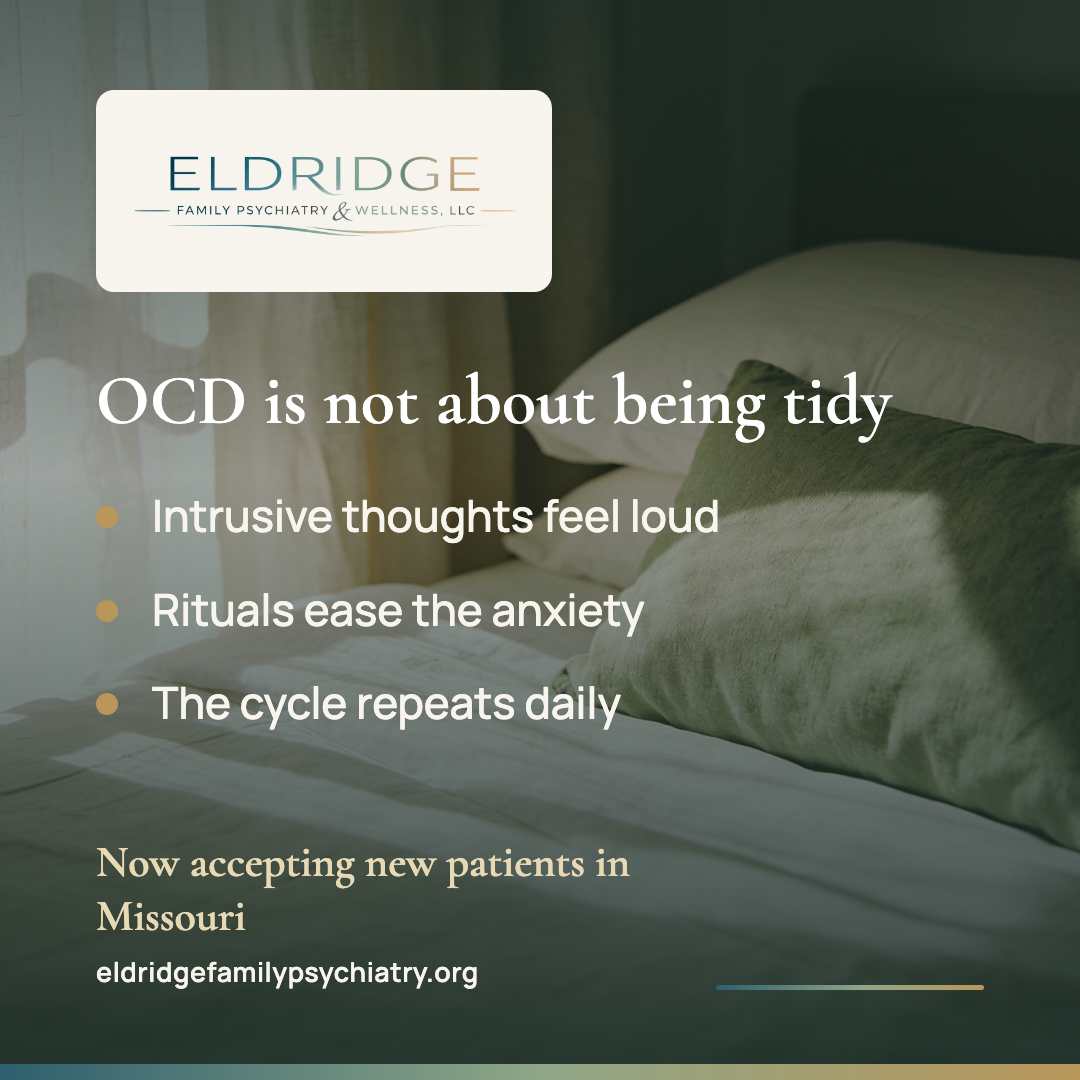 ELDRIDGE
FAMILY PSYCHIATRY & WELLNESS, LLC
OCD is not about being tidy
Intrusive thoughts feel loud
Rituals ease the anxiety
The cycle repeats daily
Now accepting new patients in
Missouri
eldridgefamilypsychiatry.org